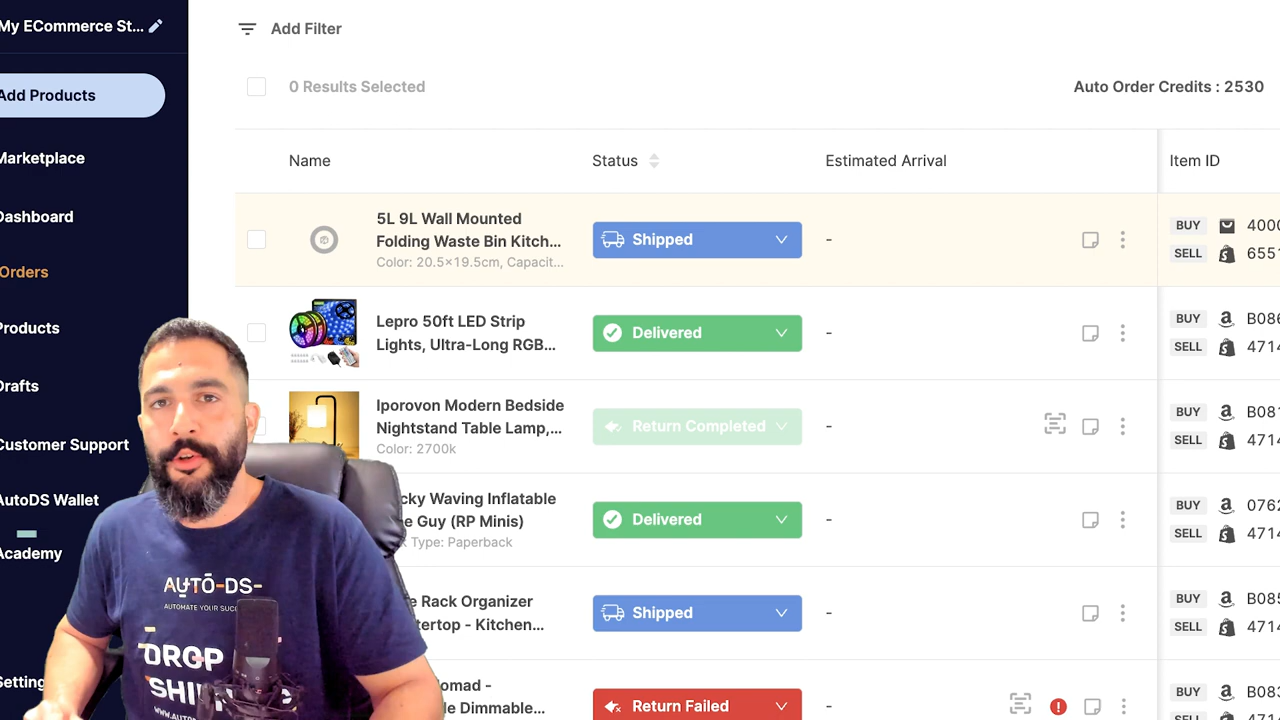 My ECommerce St...
Add Products
Marketplace
Dashboard
Orders
Products
Drafts
Customer Support
AutoDS Wallet
Academy
Add Filter
0 Results Selected
Auto Order Credits : 2530
Name
Status
Estimated Arrival
Item ID
5L 9L Wall Mounted
Folding Waste Bin Kitch...
Color: 20.5x19.5cm, Capacit...
Shipped
-
BUY
4000
SELL
6551
Lepro 50ft LED Strip
Lights, Ultra-Long RGB...
Delivered
-
BUY
B086
SELL
4714
Iporovon Modern Bedside
Nightstand Table Lamp,...
Color: 2700k
Return Completed
-
BUY
B081
SELL
4714
Waving Inflatable
Guy (RP Minis)
Type: Paperback
Delivered
-
BUY
0762
SELL
4714
Rack Organizer
- Kitchen...
Shipped
-
BUY
B085
SELL
4714
-
Dimmable...
Return Failed
-
BUY
SELL
4714
AUTO-DS-
AUTOMATE YOUR
DROP